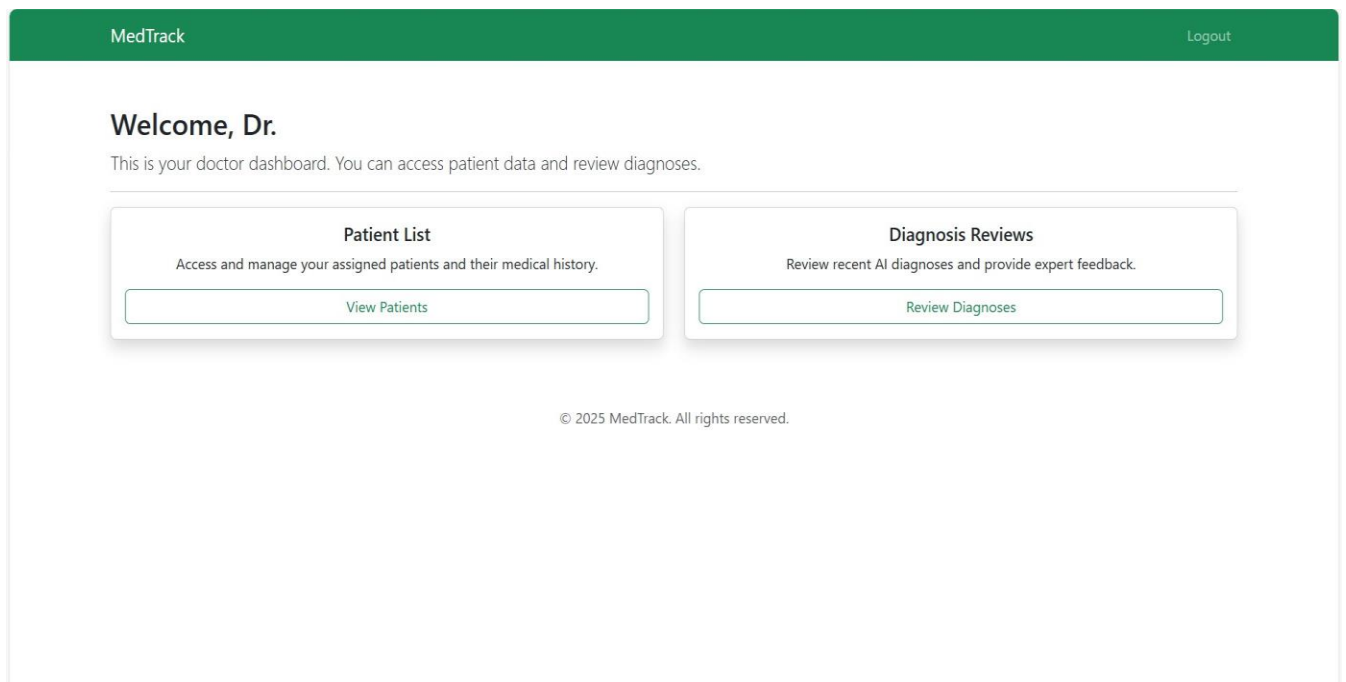 MedTrack
Logout
Welcome, Dr.
This is your doctor dashboard. You can access patient data and review diagnoses.
Patient List
Access and manage your assigned patients and their medical history.
View Patients
Diagnosis Reviews
Review recent AI diagnoses and provide expert feedback.
Review Diagnoses
© 2025 MedTrack. All rights reserved.